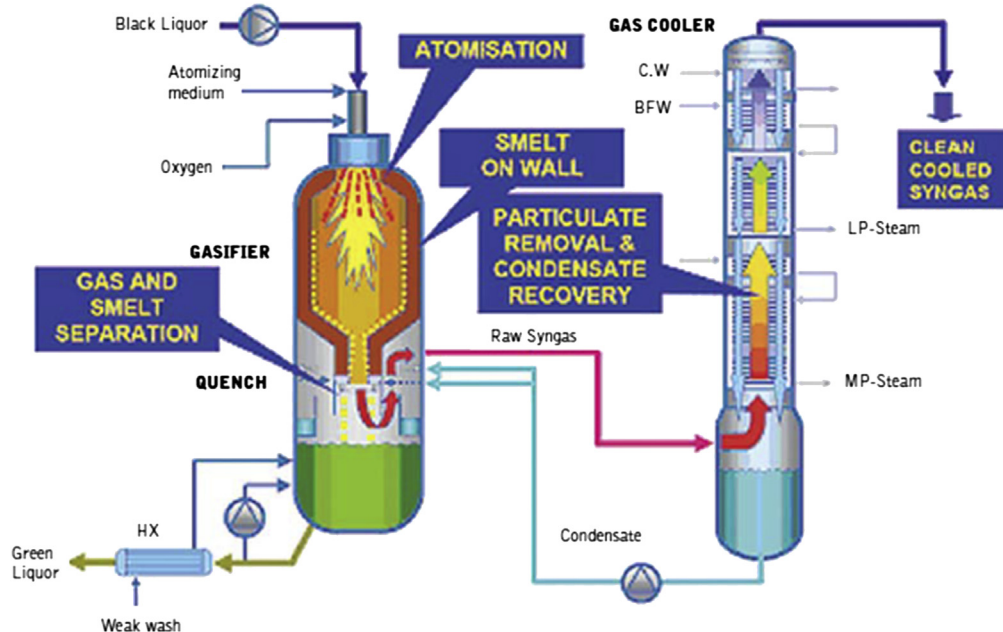 Black Liquor
Atomizing
medium
Oxygen
ATOMISATION
SMELT
ON WALL
GASIFIER
GAS AND
SMELT
SEPARATION
QUENCH
PARTICULATE
REMOVAL &
CONDENSATE
RECOVERY
Raw Syngas
HX
Green
Liquor
Weak wash
Condensate
GAS COOLER
C.W
BFW
LP-Steam
MP-Steam
CLEAN
COOLED
SYNGAS